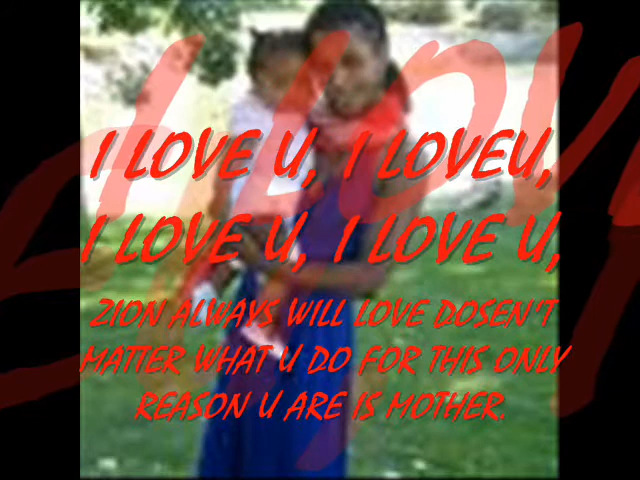 I LOVE U, I LOVEU,
I LOVE U, I LOVE U,
ZION ALWAYS WILL LOVE DOSEN'T
MATTER WHAT U DO FOR THIS ONLY
REASON U ARE IS MOTHER.